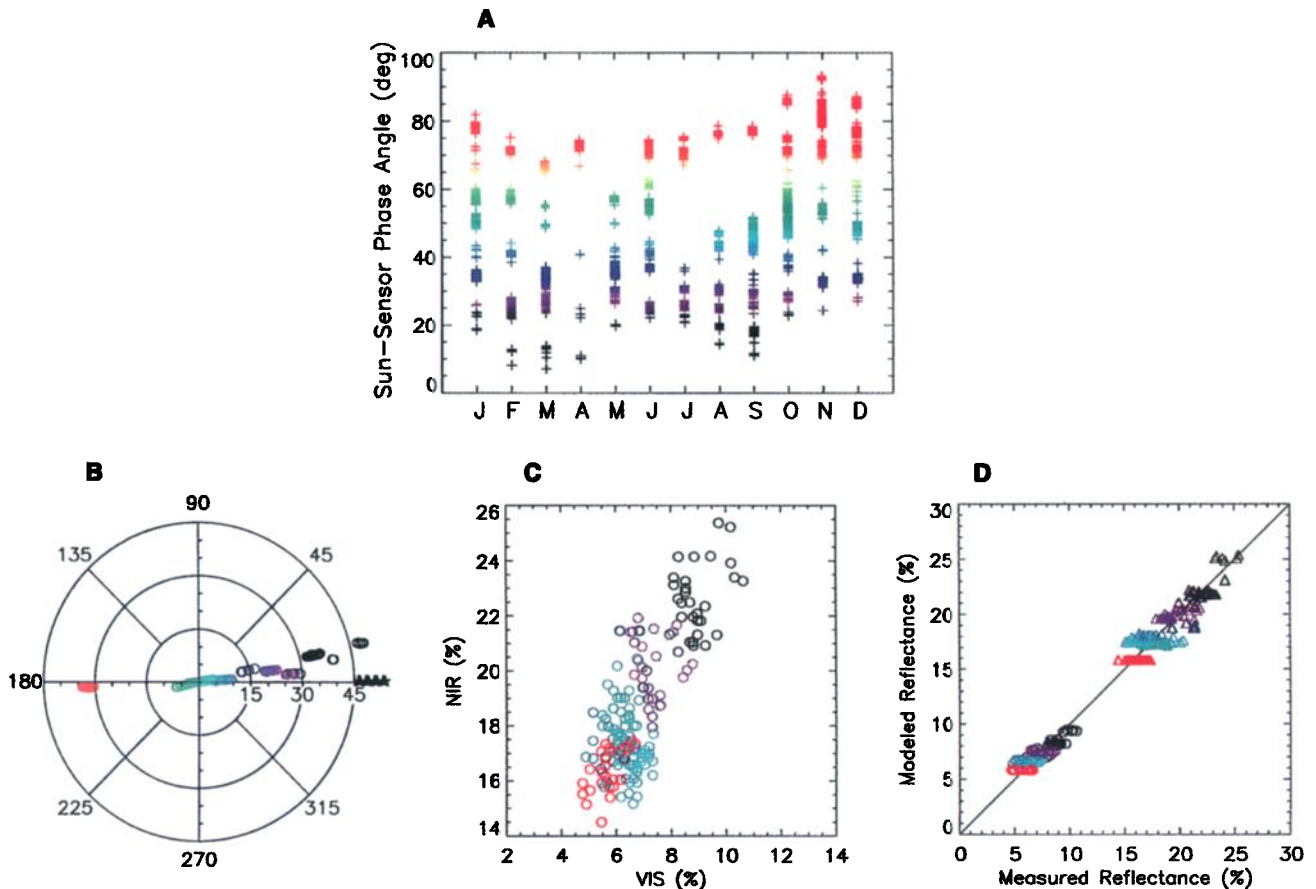 A
Sun-Sensor Phase Angle (deg)
100
80
60
40
20
0
J F M A M J J A S O N D
B
90
135
45
180
15 30 45
225
315
270
C
NIR (%)
26
24
22
20
18
16
14
2 4 6 8 10 12 14
VIS (%)
D
Modeled Reflectance (%)
30
25
20
15
10
5
0
0 5 10 15 20 25 30
Measured Reflectance (%)